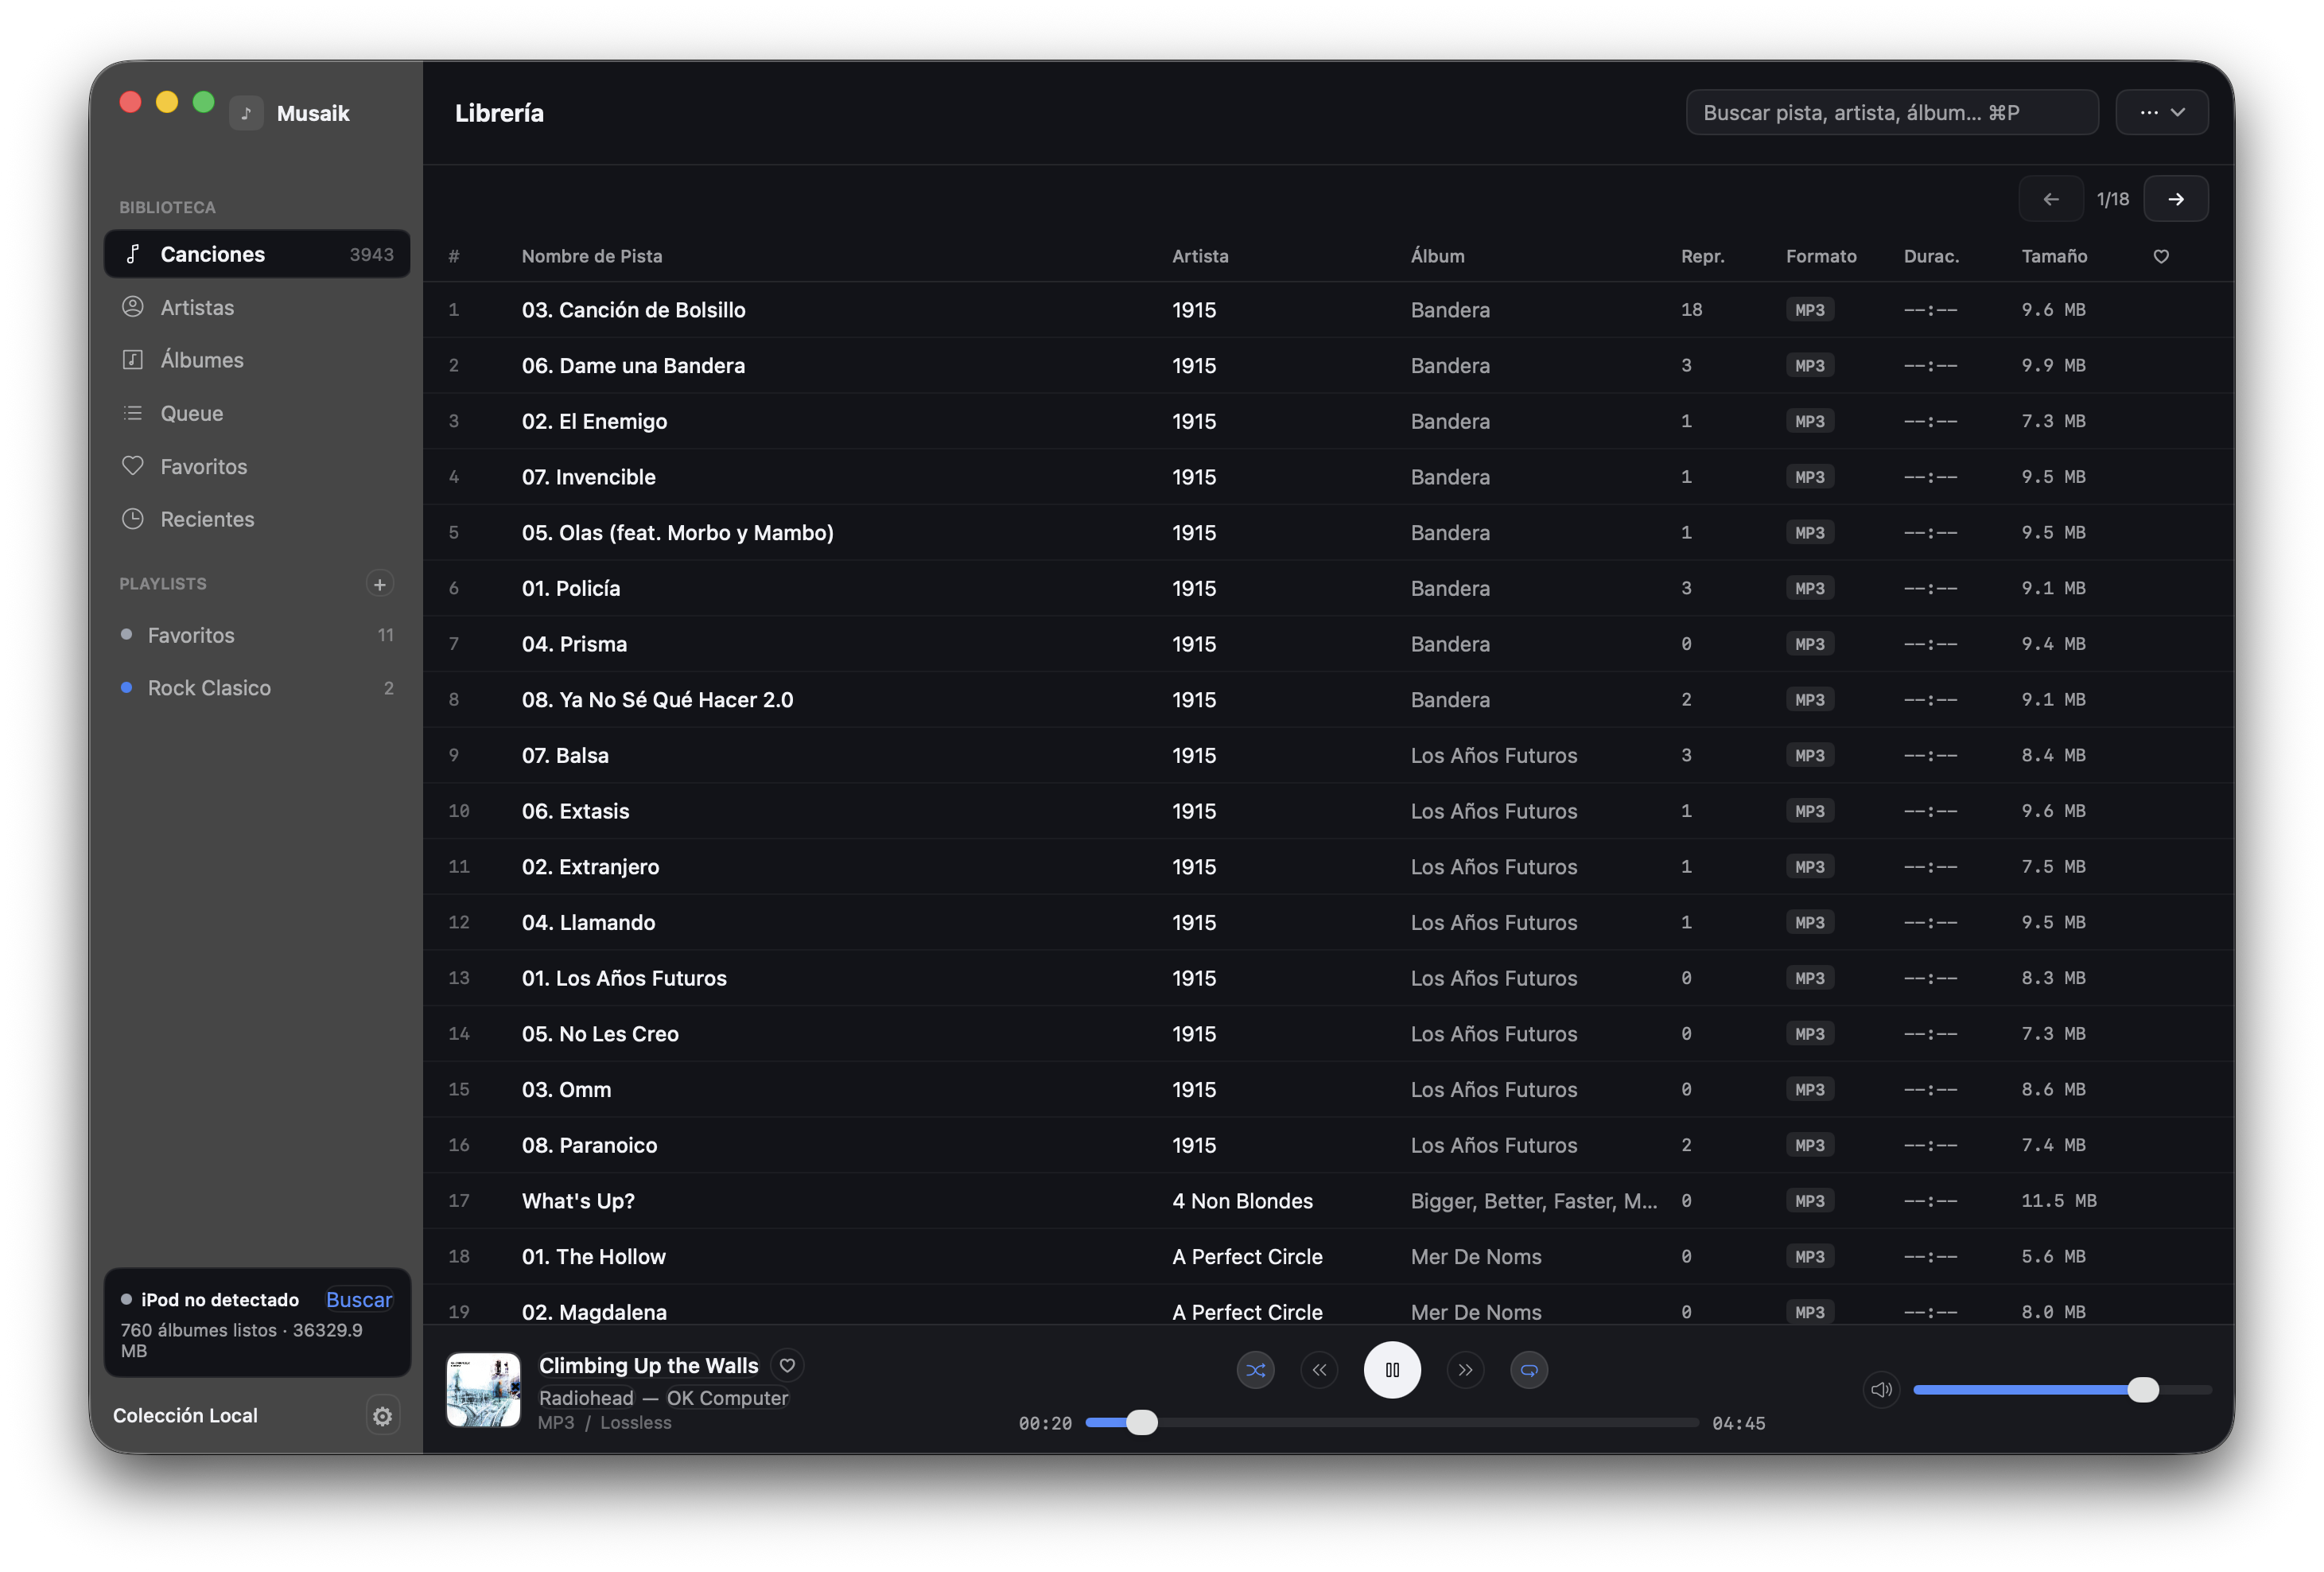 Musaik
BIBLIOTECA
Canciones 3943
Artistas
Álbumes
Queue
Favoritos
Recientes
PLAYLISTS +
Favoritos 11
Rock Clasico 2
iPod no detectado Buscar
760 álbumes listos · 36329.9
MB
Colección Local
Librería
Buscar pista, artista, álbum... ⌘P
1/18
# Nombre de Pista Artista Álbum Repr. Formato Durac. Tamaño
1 03. Canción de Bolsillo 1915 Bandera 18 MP3 --:-- 9.6 MB
2 06. Dame una Bandera 1915 Bandera 3 MP3 --:-- 9.9 MB
3 02. El Enemigo 1915 Bandera 1 MP3 --:-- 7.3 MB
4 07. Invencible 1915 Bandera 1 MP3 --:-- 9.5 MB
5 05. Olas (feat. Morbo y Mambo) 1915 Bandera 1 MP3 --:-- 9.5 MB
6 01. Policía 1915 Bandera 3 MP3 --:-- 9.1 MB
7 04. Prisma 1915 Bandera 0 MP3 --:-- 9.4 MB
8 08. Ya No Sé Qué Hacer 2.0 1915 Bandera 2 MP3 --:-- 9.1 MB
9 07. Balsa 1915 Los Años Futuros 3 MP3 --:-- 8.4 MB
10 06. Extasis 1915 Los Años Futuros 1 MP3 --:-- 9.6 MB
11 02. Extranjero 1915 Los Años Futuros 1 MP3 --:-- 7.5 MB
12 04. Llamando 1915 Los Años Futuros 1 MP3 --:-- 9.5 MB
13 01. Los Años Futuros 1915 Los Años Futuros 0 MP3 --:-- 8.3 MB
14 05. No Les Creo 1915 Los Años Futuros 0 MP3 --:-- 7.3 MB
15 03. Omm 1915 Los Años Futuros 0 MP3 --:-- 8.6 MB
16 08. Paranoico 1915 Los Años Futuros 2 MP3 --:-- 7.4 MB
17 What's Up? 4 Non Blondes Bigger, Better, Faster, M... 0 MP3 --:-- 11.5 MB
18 01. The Hollow A Perfect Circle Mer De Noms 0 MP3 --:-- 5.6 MB
19 02. Magdalena A Perfect Circle Mer De Noms 0 MP3 --:-- 8.0 MB
Climbing Up the Walls
Radiohead — OK Computer
MP3 / Lossless
00:20 04:45